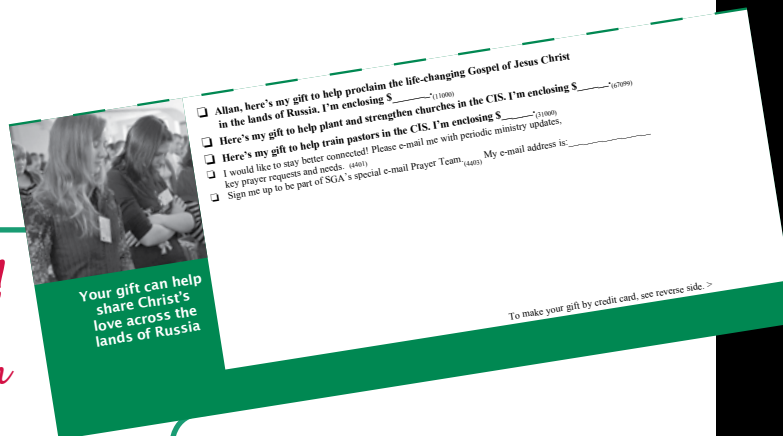 ❏ Allan, here's my gift to help proclaim the life-changing Gospel of Jesus Christ
in the lands of Russia. I'm enclosing $_______.(11000)
❏ Here's my gift to help plant and strengthen churches in the CIS. I'm enclosing $_______.(67099)
❏ Here's my gift to help train pastors in the CIS. I'm enclosing $_______.(31000)
❏ I would like to stay better connected! Please e-mail me with periodic ministry updates,
key prayer requests and needs. (4461)
❏ Sign me up to be part of SGA's special e-mail Prayer Team.(4403) My e-mail address is:__________________
Your gift can help
share Christ's
love across the
lands of Russia
To make your gift by credit card, see reverse side. >